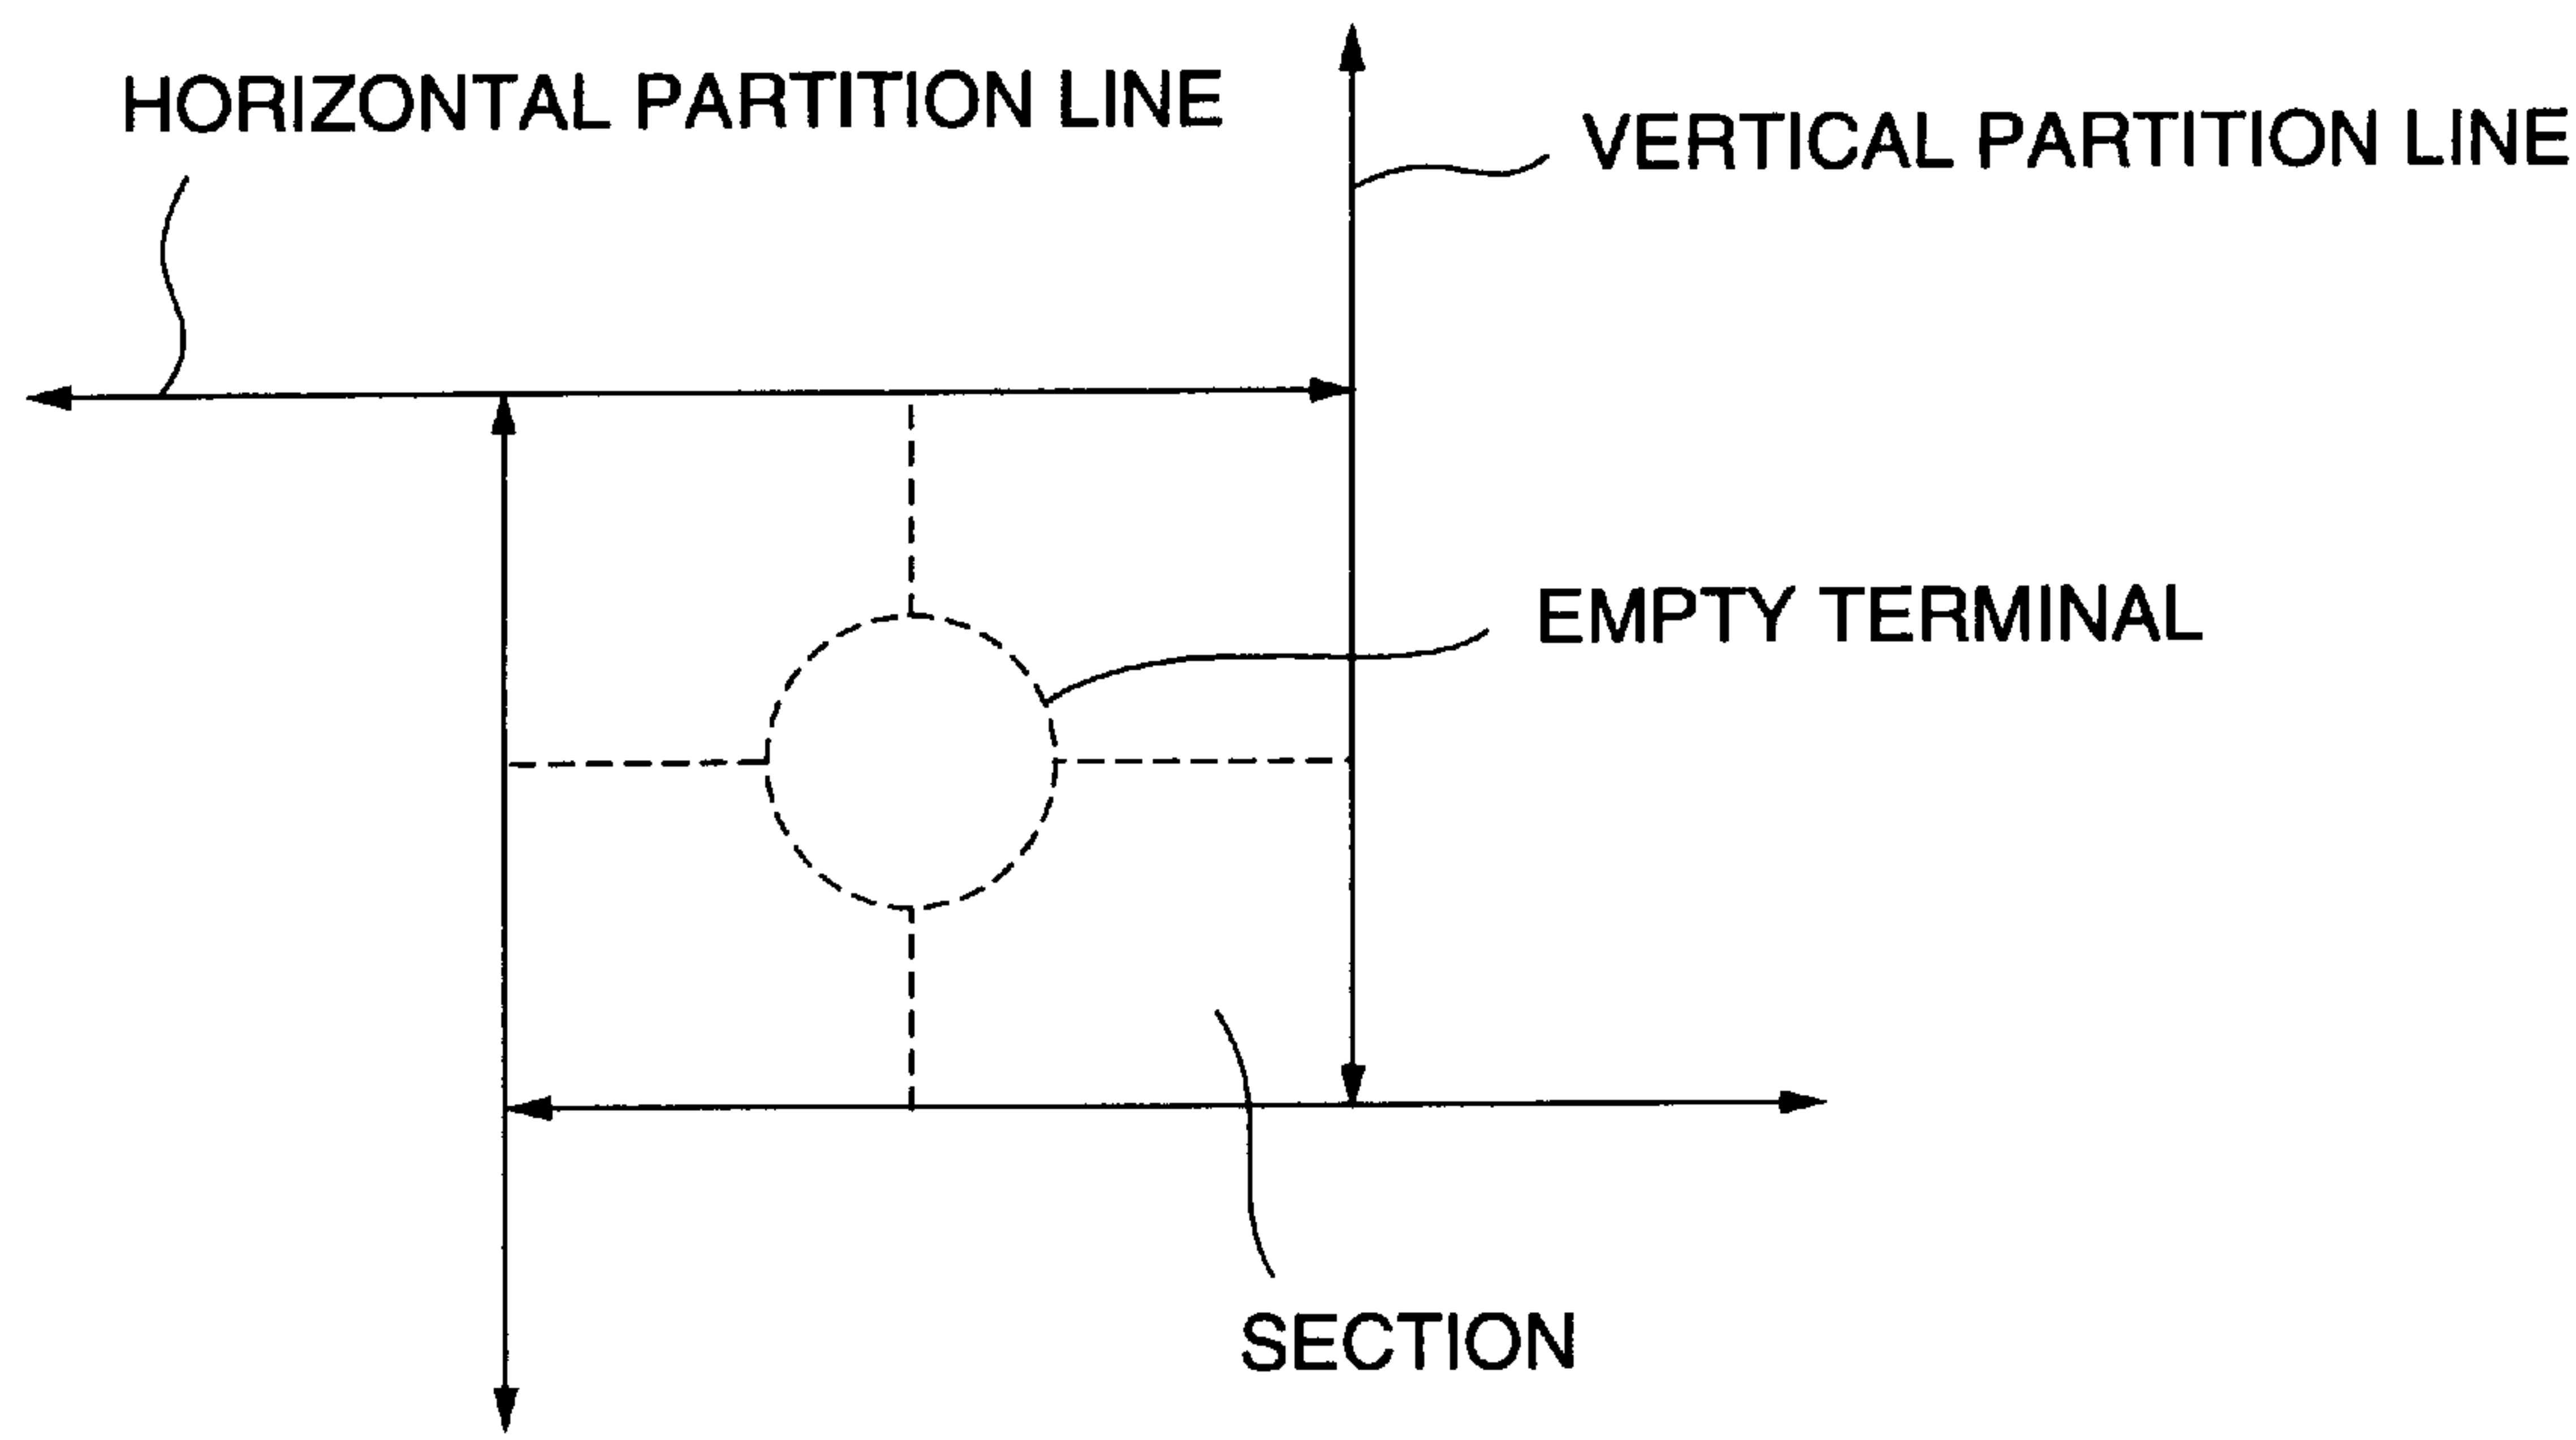 HORIZONTAL PARTITION LINE
VERTICAL PARTITION LINE
EMPTY TERMINAL
SECTION